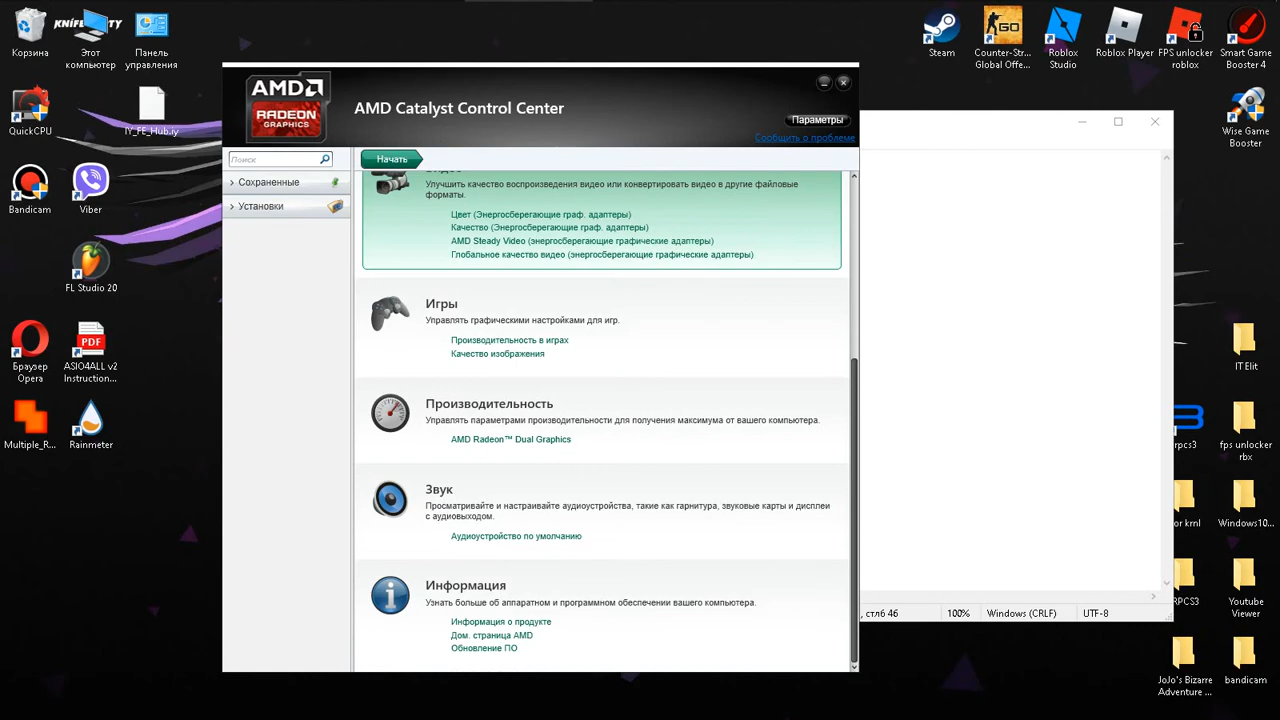 KNIFE
TY
Корзина
Этот
компьютер
Панель
управления
Steam
Counter-Str...
Global Offe...
Roblox
Studio
Roblox Player
FPS unlocker
roblox
Smart Game
Booster 4
QuickCPU
IY_FE_Hub.iy
Wise Game
Booster
Bandicam
Viber
FL Studio 20
Браузер
Opera
PDF
ASIO4ALL v2
Instruction...
Multiple_R...
Rainmeter
AMD
RADEON
GRAPHICS
AMD Catalyst Control Center
Параметры
Сообщить о проблеме
Поиск
Начать
Сохраненные
Установки
Улучшить качество воспроизведения видео или конвертировать видео в другие файловые
форматы.
Цвет (Энергосберегающие граф. адаптеры)
Качество (Энергосберегающие граф. адаптеры)
AMD Steady Video (энергосберегающие графические адаптеры)
Глобальное качество видео (энергосберегающие графические адаптеры)
Игры
Управлять графическими настройками для игр.
Производительность в играх
Качество изображения
Производительность
Управлять параметрами производительности для получения максимума от вашего компьютера.
AMD Radeon™ Dual Graphics
Звук
Просматривайте и настраивайте аудиоустройства, такие как гарнитура, звуковые карты и дисплеи
с аудиовыходом.
Аудиоустройство по умолчанию
Информация
Узнать больше об аппаратном и программном обеспечении вашего компьютера.
Информация о продукте
Дом. страница AMD
Обновление ПО
, стлб 46
100%
Windows (CRLF)
UTF-8
IT Elit
rpcs3
fps unlocker
rbx
or krnl
Windows10...
RPCS3
Youtube
Viewer
JoJo's Bizarre
Adventure ...
bandicam